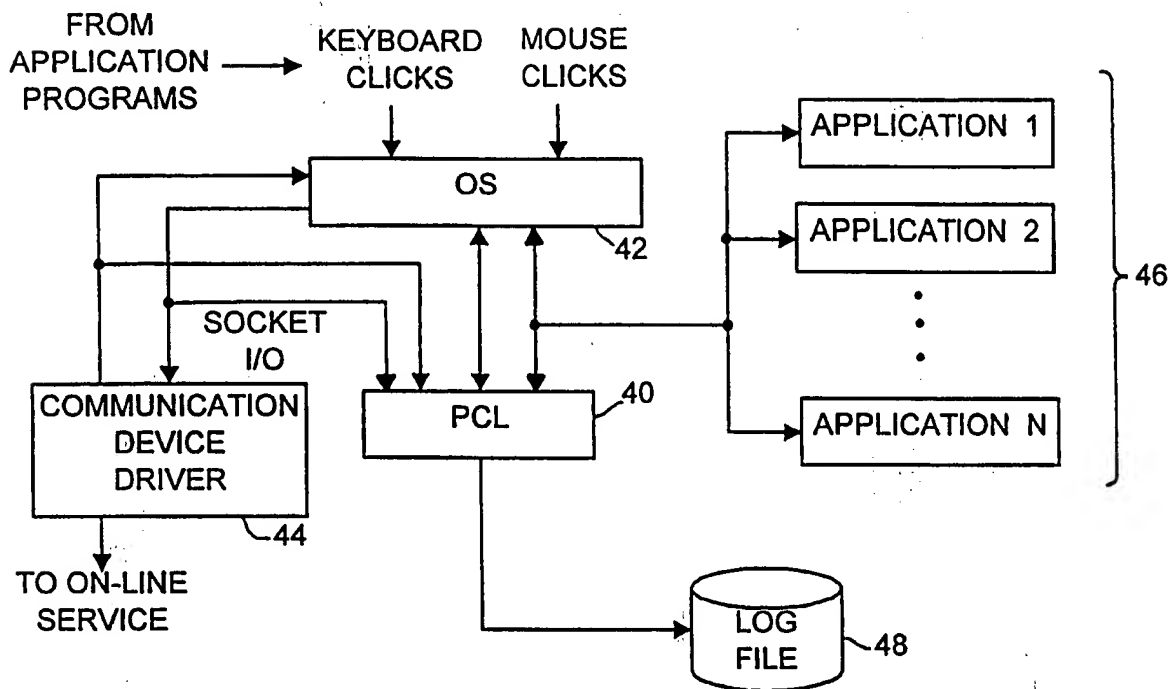 FROM
APPLICATION
PROGRAMS
KEYBOARD
CLICKS
MOUSE
CLICKS
OS
42
APPLICATION 1
APPLICATION 2
APPLICATION N
46
SOCKET
I/O
COMMUNICATION
DEVICE
DRIVER
44
PCL
40
TO ON-LINE
SERVICE
LOG
FILE
48